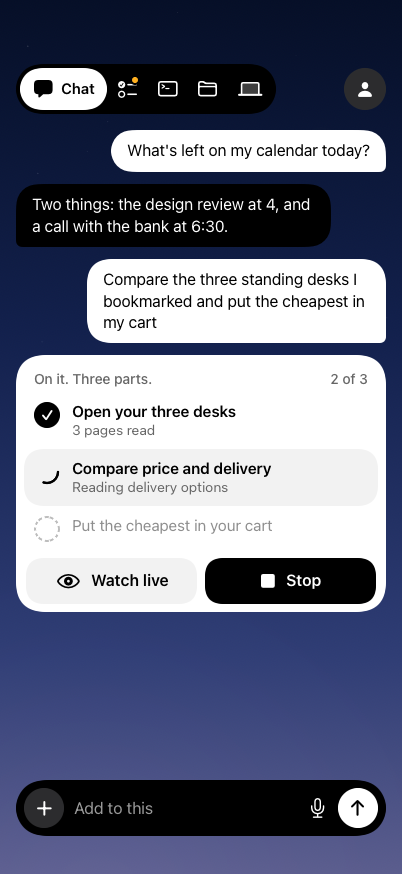 Chat
What's left on my calendar today?
Two things: the design review at 4, and
a call with the bank at 6:30.
Compare the three standing desks I
bookmarked and put the cheapest in
my cart
On it. Three parts.
2 of 3
Open your three desks
3 pages read
Compare price and delivery
Reading delivery options
Put the cheapest in your cart
Watch live
Stop
Add to this